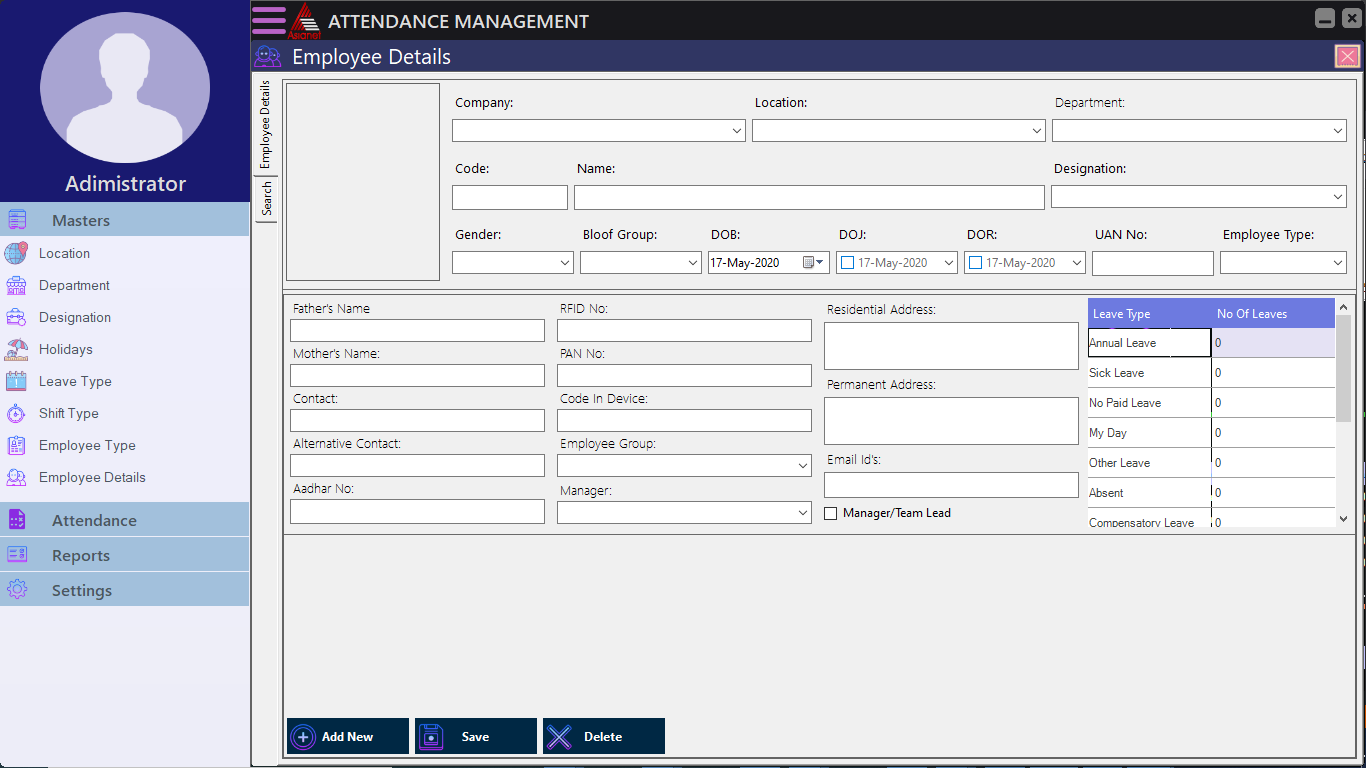 Asianet
ATTENDANCE MANAGEMENT
Employee Details
Adimistrator
Masters
Location
Department
Designation
Holidays
Leave Type
Shift Type
Employee Type
Employee Details
Attendance
Reports
Settings
Employee Details
Search
Company:
Location:
Department:
Code:
Name:
Designation:
Gender:
Bloof Group:
DOB:
DOJ:
DOR:
UAN No:
Employee Type:
17-May-2020
17-May-2020
17-May-2020
Father's Name
Mother's Name:
Contact:
Alternative Contact:
Aadhar No:
RFID No:
PAN No:
Code In Device:
Employee Group:
Manager:
Residential Address:
Permanent Address:
Email Id's:
Manager/Team Lead
Leave Type No Of Leaves
Annual Leave 0
Sick Leave 0
No Paid Leave 0
My Day 0
Other Leave 0
Absent 0
Compensatory Leave 0
Add New
Save
Delete